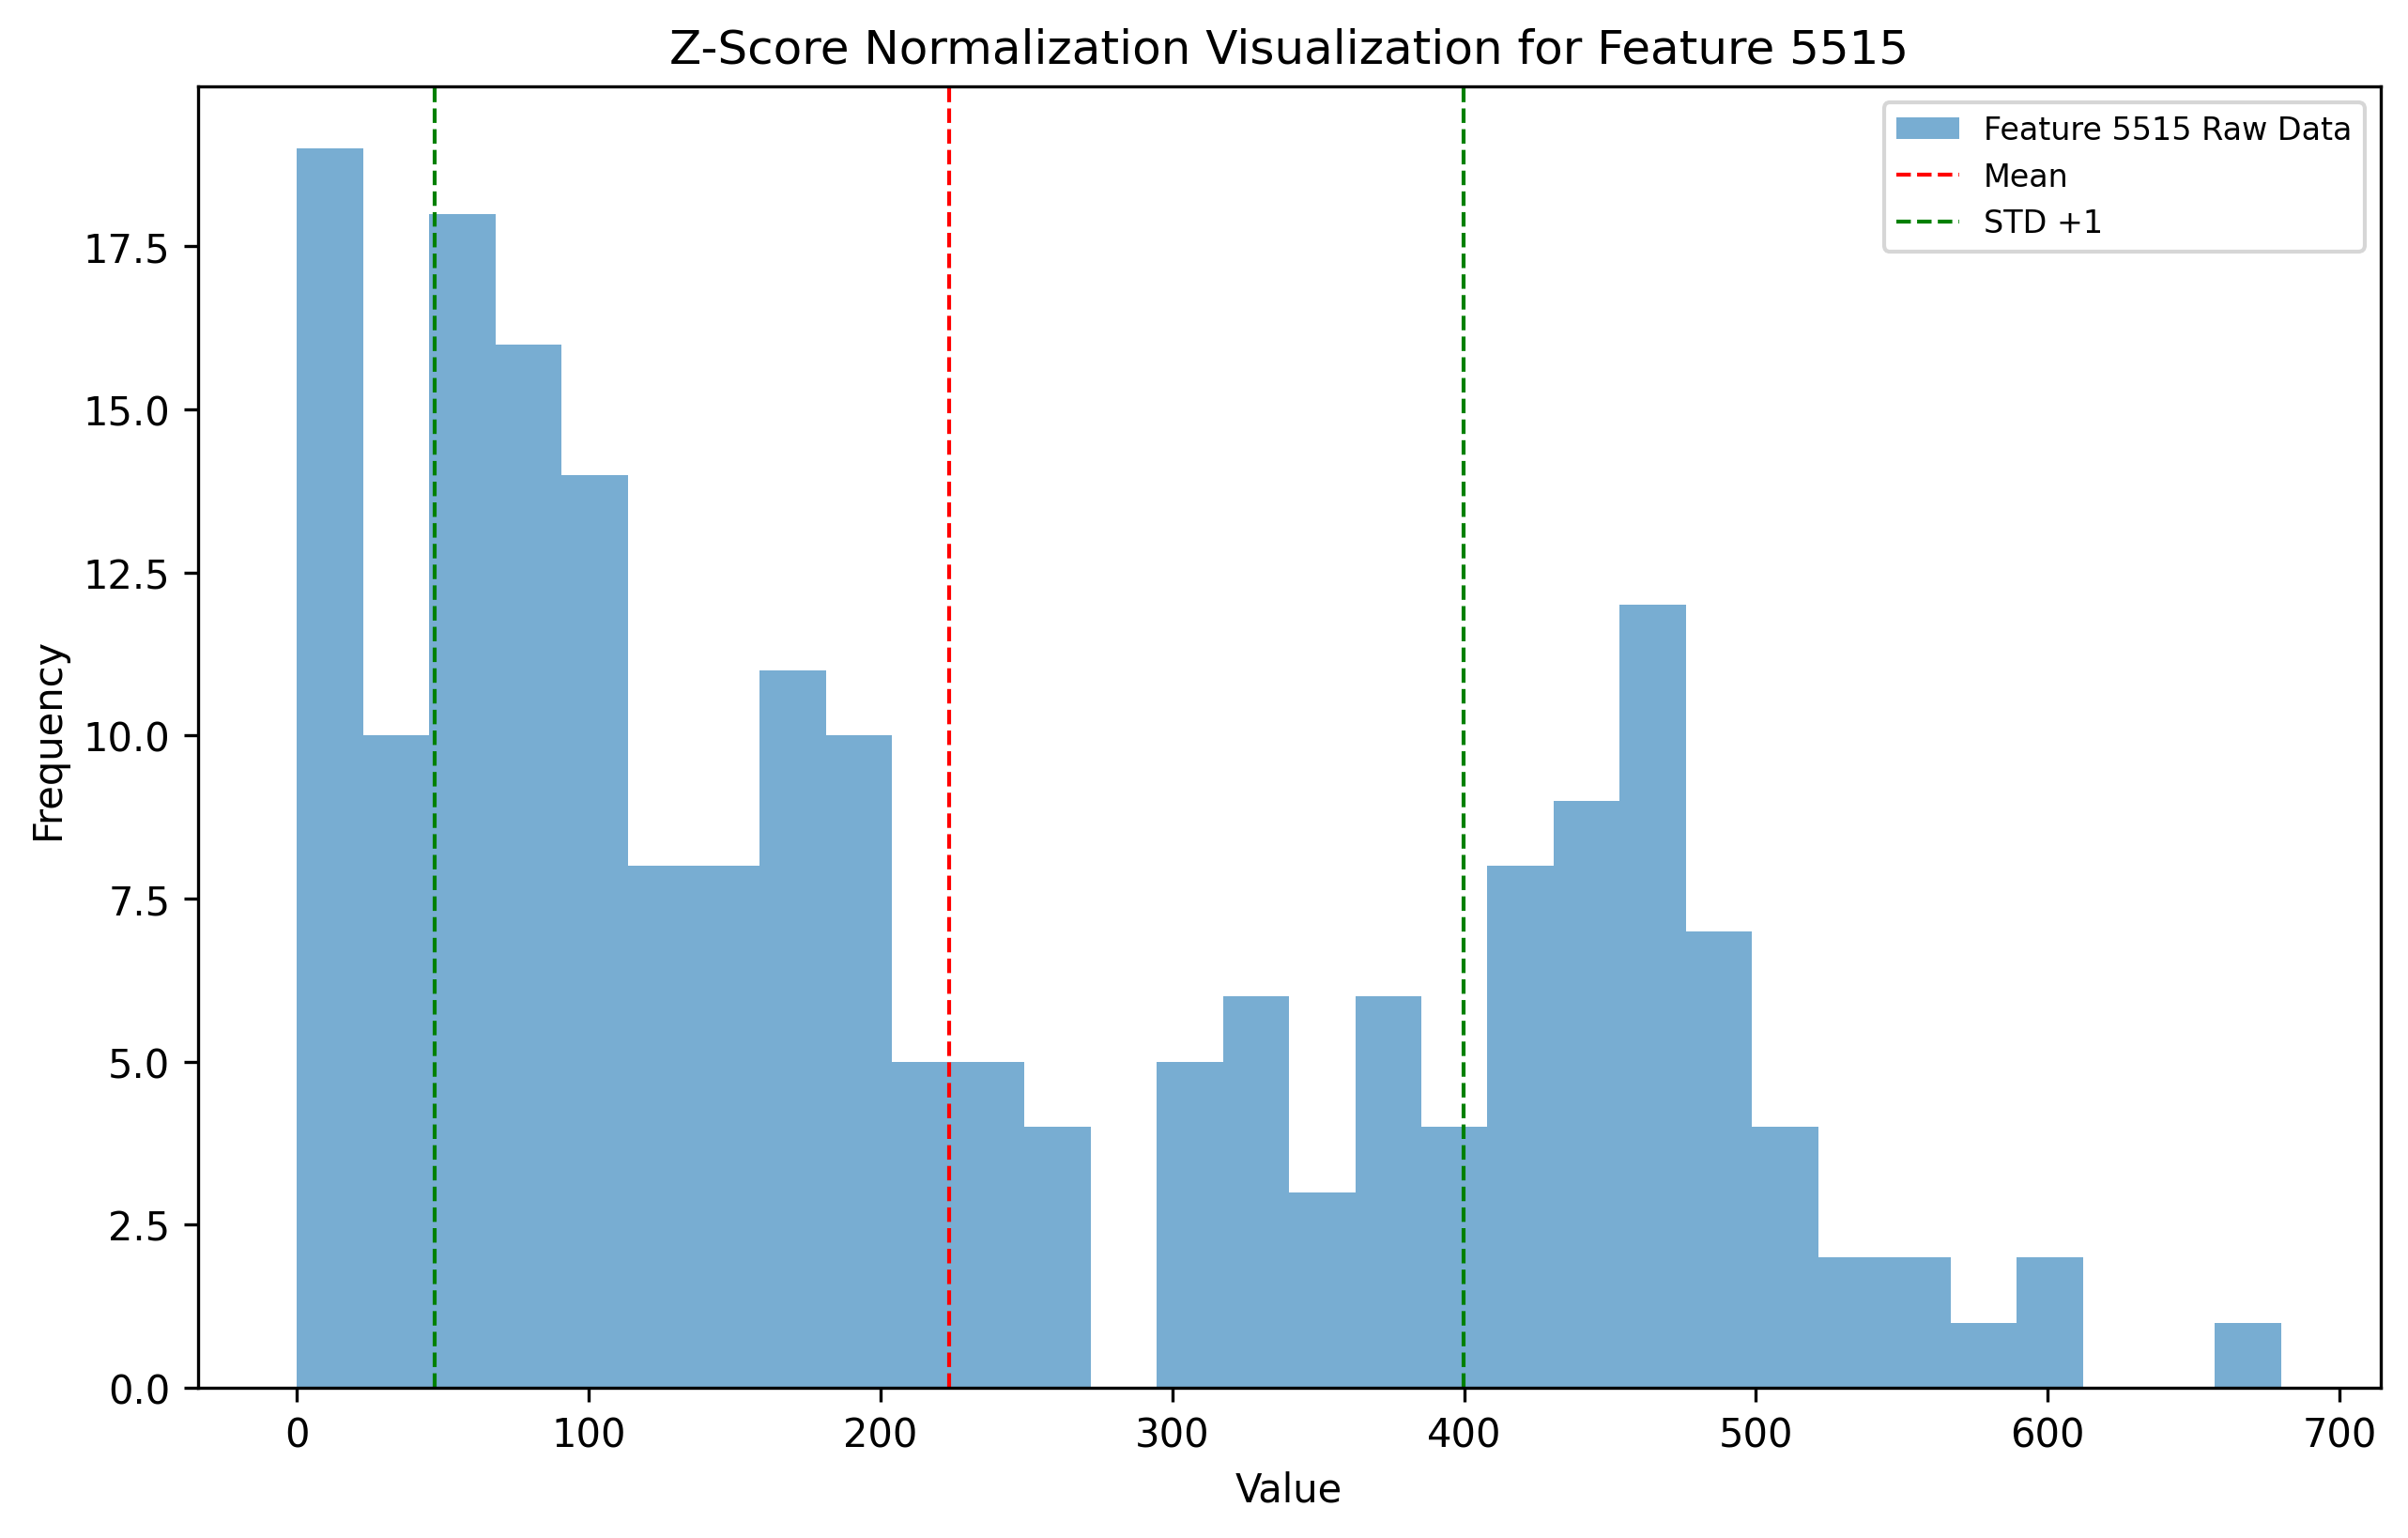 Z-Score Normalization Visualization for Feature 5515
Feature 5515 Raw Data
Mean
STD +1
Frequency
17.5
15.0
12.5
10.0
7.5
5.0
2.5
0.0
0 100 200 300 400 500 600 700
Value